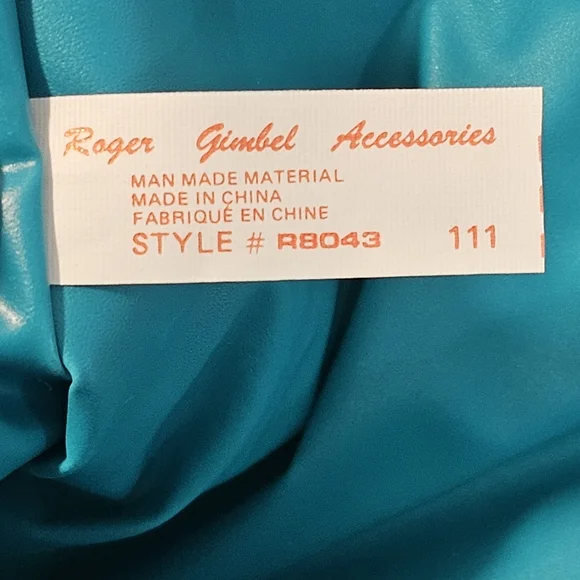 Roger Gimbel Accessories
MAN MADE MATERIAL
MADE IN CHINA
FABRIQUÉ EN CHINE
STYLE # R8043 111